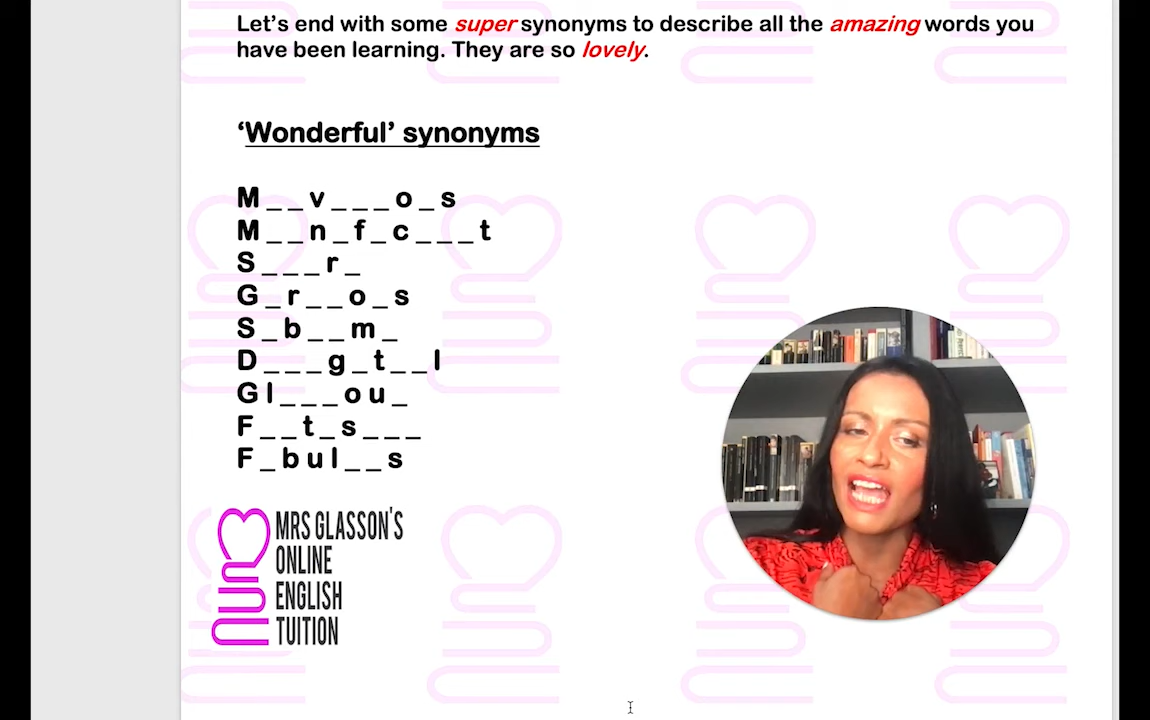 Let's end with some super synonyms to describe all the amazing words you
have been learning. They are so lovely.
'Wonderful' synonyms
M _ _ v _ _ _ o _ s
M _ _ n _ f _ c _ _ _ t
S _ _ _ r _
G _ r _ _ o _ s
S _ b _ _ m _
D _ _ _ g _ t _ _ l
G l _ _ _ o u _
F _ _ t _ s _ _ _
F _ b u l _ _ s
MRS GLASSON'S
ONLINE
ENGLISH
TUITION